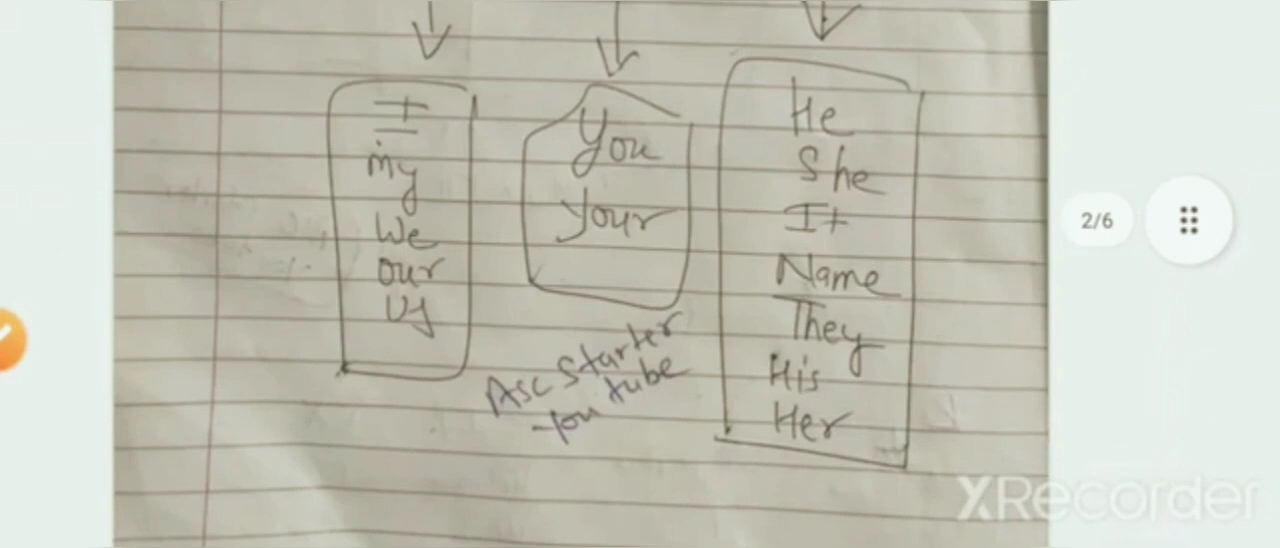 I
my
We
our
us
You
your
He
She
It
Name
They
His
Her
Asc Starter
You tube
2/6
XRecorder